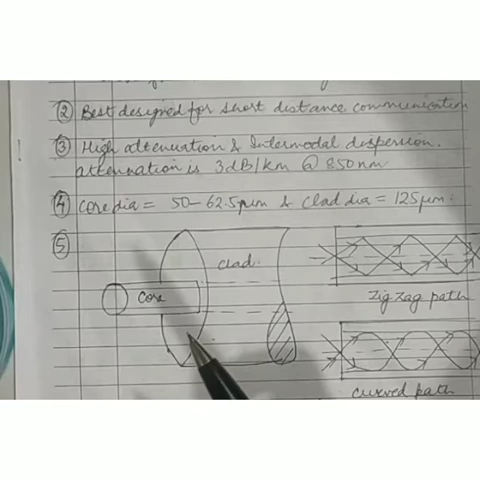 ② Best designed for short distance communication
③ High attenuation & Intermodal dispersion.
attenuation is 3dB/km @ 850nm
④ Core dia = 50-62.5μm & Clad dia = 125μm.
⑤
Clad.
Core
Zig Zag path
curved path